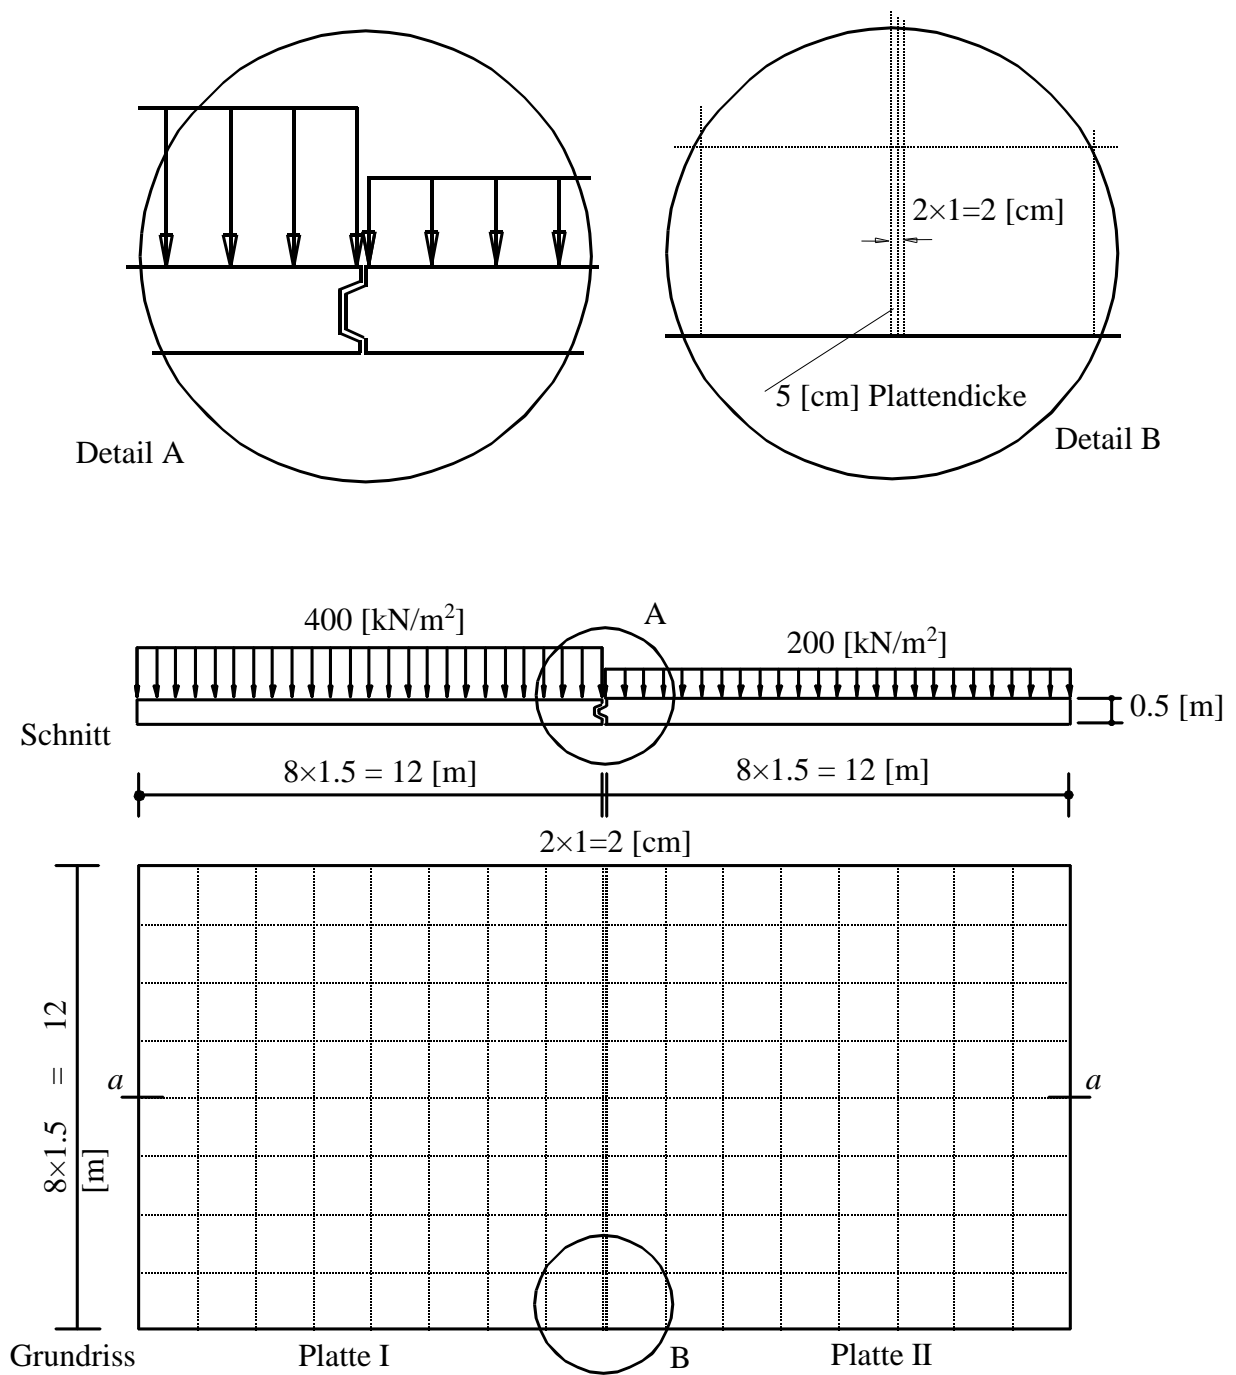 2×1=2 [cm]
5 [cm] Plattendicke
Detail A
Detail B
400 [kN/m²]
A
200 [kN/m²]
0.5 [m]
Schnitt
8×1.5 = 12 [m]
8×1.5 = 12 [m]
2×1=2 [cm]
8×1.5 = 12
[m]
a
a
Grundriss
Platte I
B
Platte II